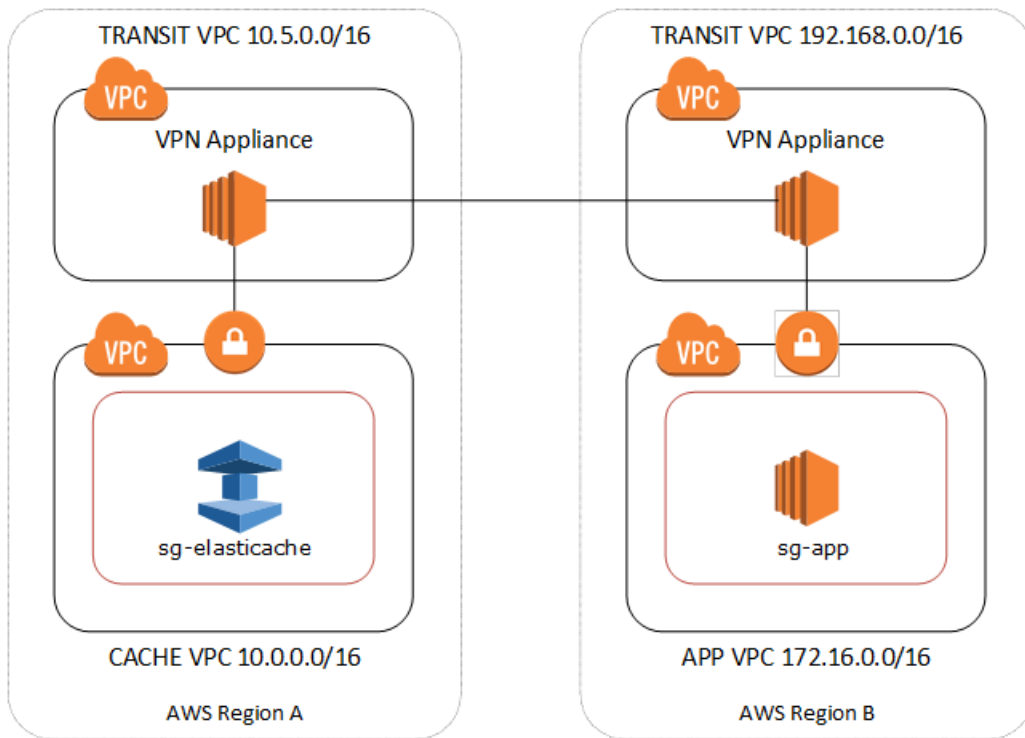 TRANSIT VPC 10.5.0.0/16
VPC
VPN Appliance
VPC
sg-elasticache
CACHE VPC 10.0.0.0/16
AWS Region A
TRANSIT VPC 192.168.0.0/16
VPC
VPN Appliance
VPC
sg-app
APP VPC 172.16.0.0/16
AWS Region B